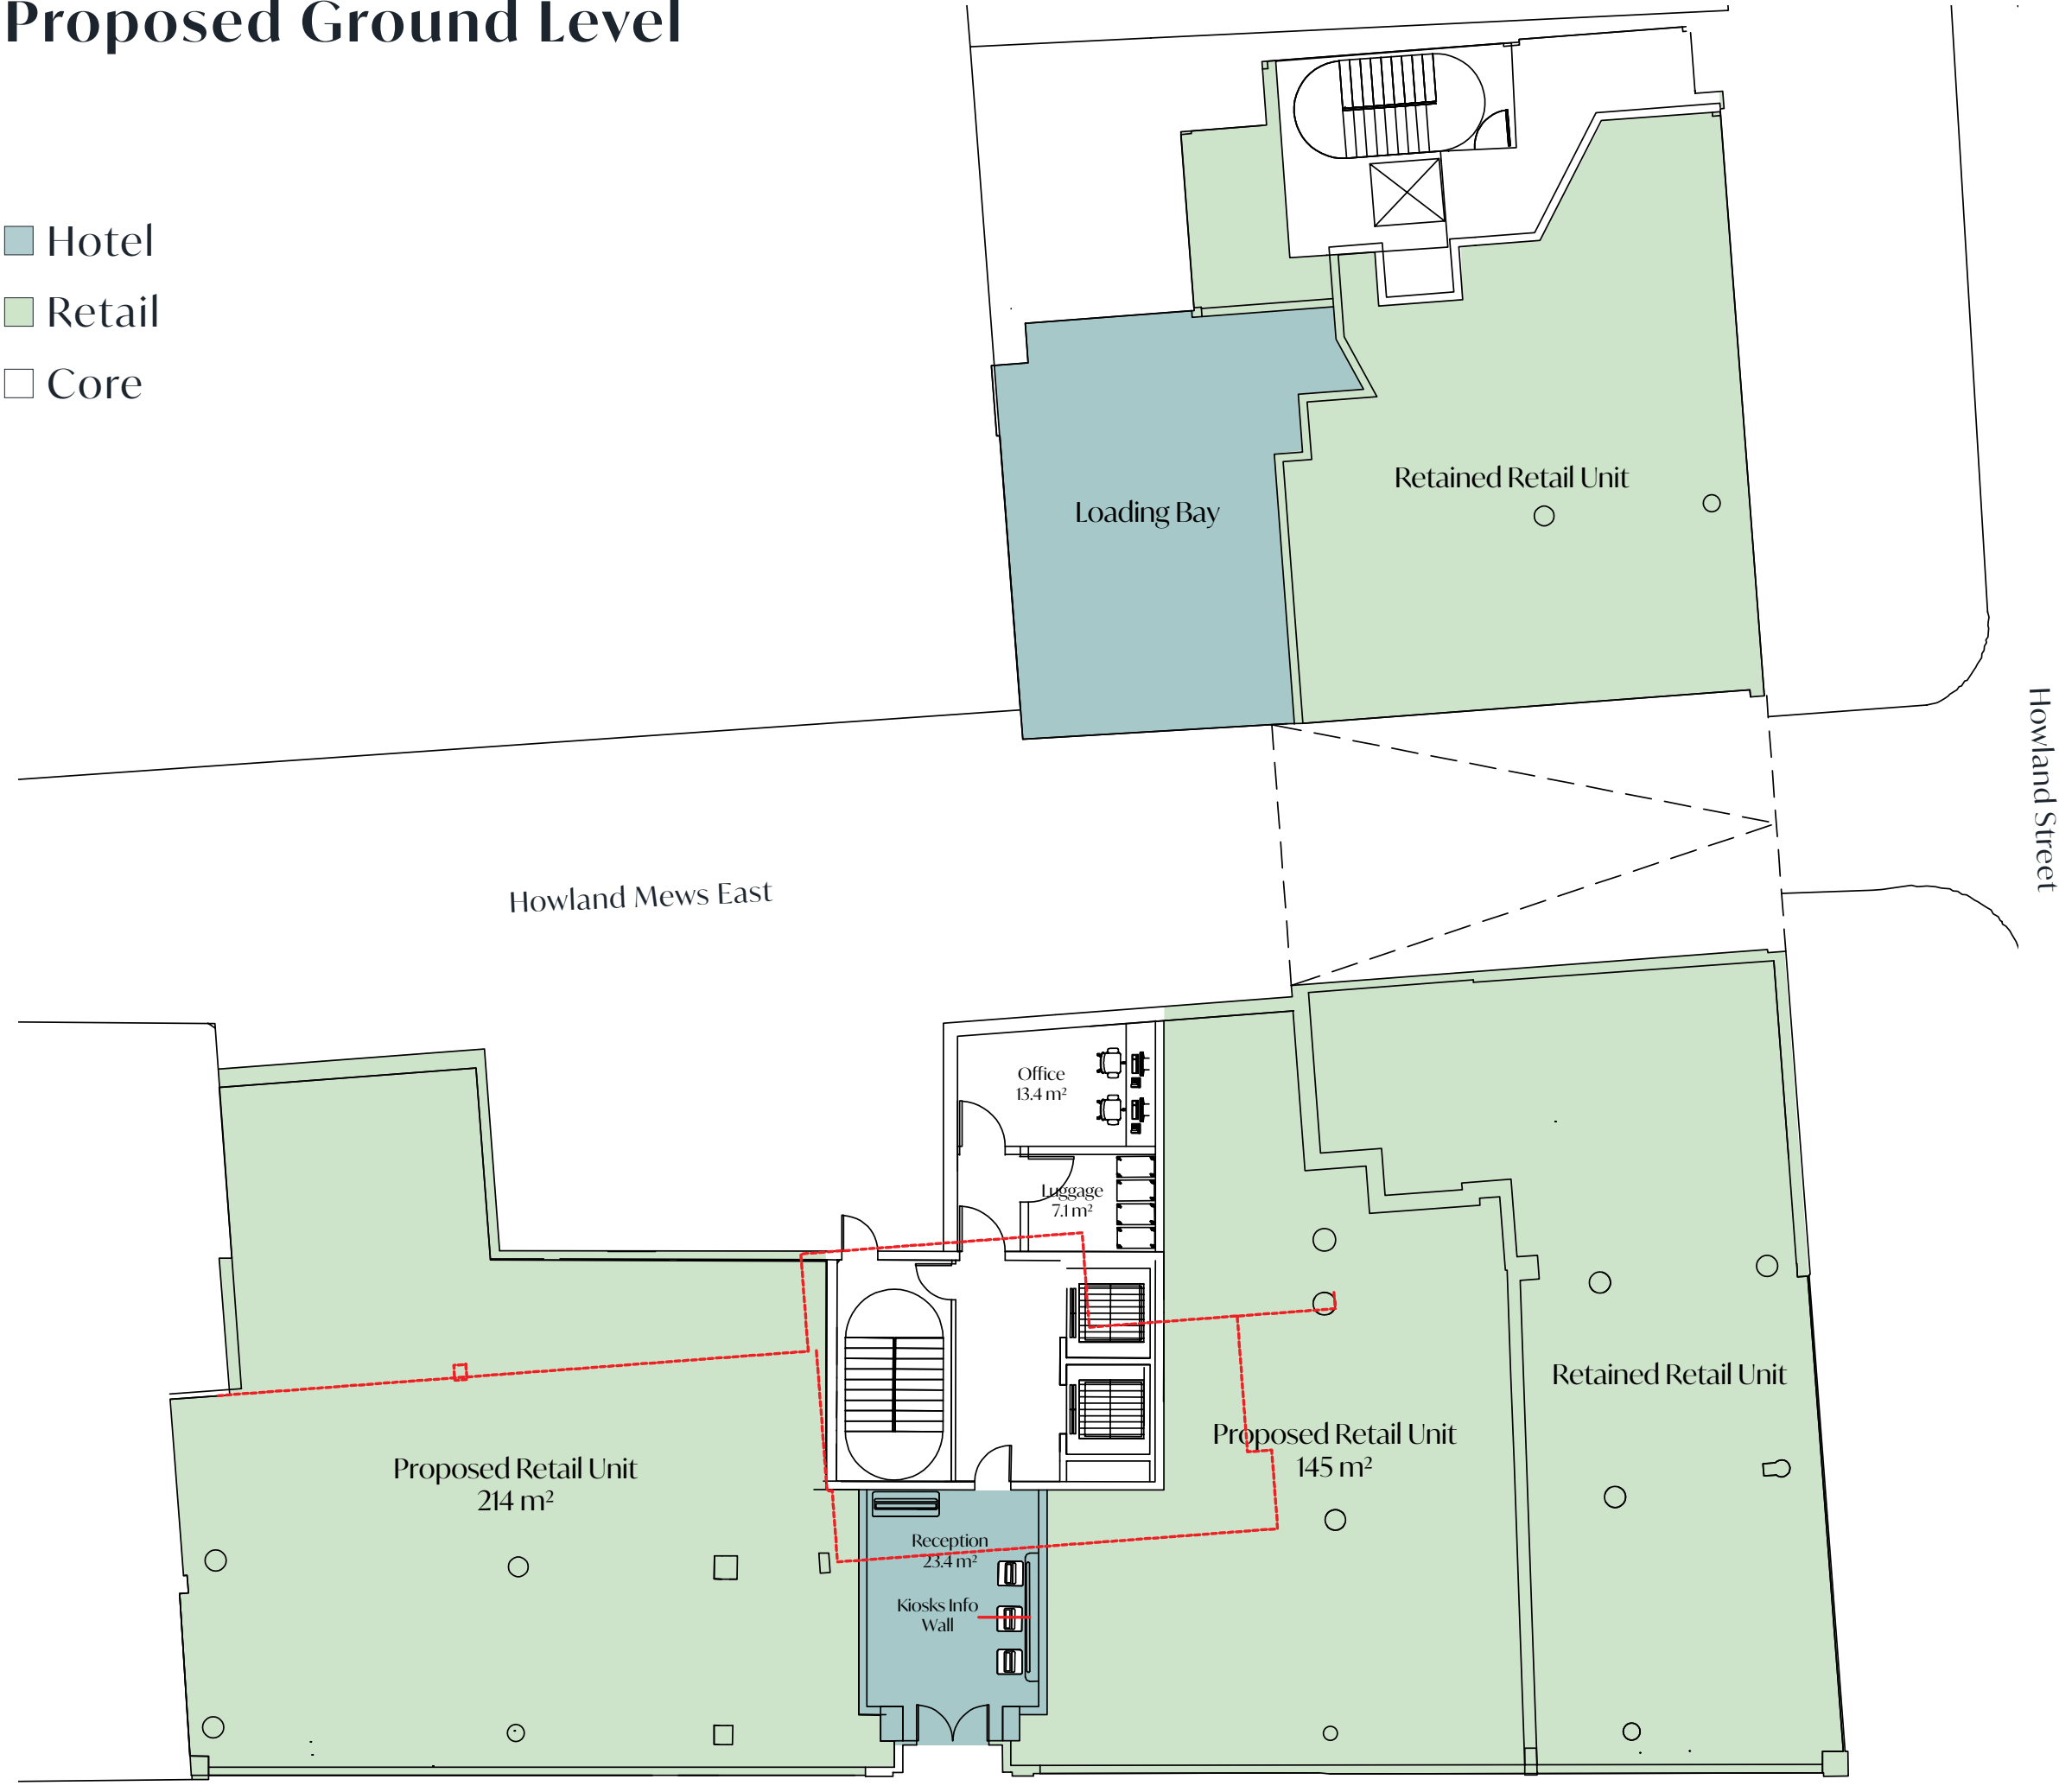 Proposed Ground Level
Hotel
Retail
Core
Retained Retail Unit
Loading Bay
Howland Street
Howland Mews East
Office
13.4 m²
Luggage
7.1 m²
Retained Retail Unit
Proposed Retail Unit
145 m²
Proposed Retail Unit
214 m²
Reception
23.4 m²
Kiosks Info
Wall